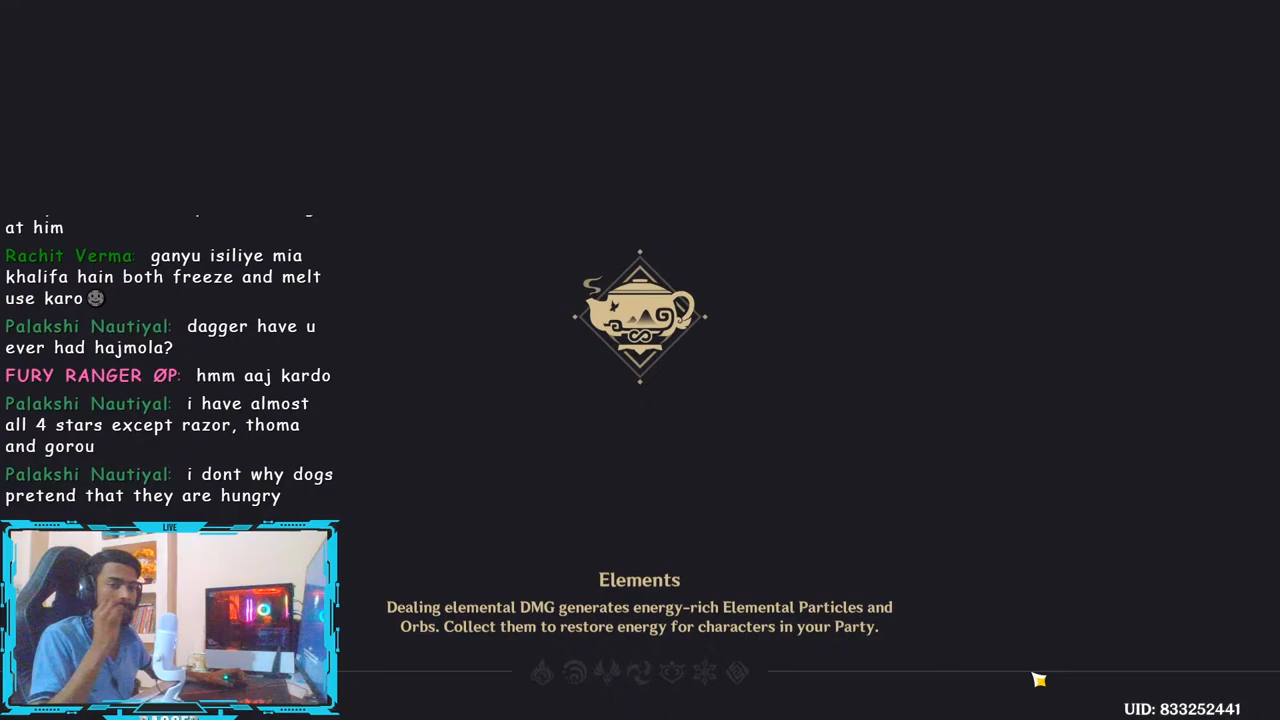 at him
Rachit Verma: ganyu isiliye mia
khalifa hain both freeze and melt
use karo
Palakshi Nautiyal: dagger have u
ever had hajmola?
FURY RANGER ØP: hmm aaj kardo
Palakshi Nautiyal: i have almost
all 4 stars except razor, thoma
and gorou
Palakshi Nautiyal: i dont why dogs
pretend that they are hungry
LIVE
Elements
Dealing elemental DMG generates energy-rich Elemental Particles and
Orbs. Collect them to restore energy for characters in your Party.
UID: 833252441